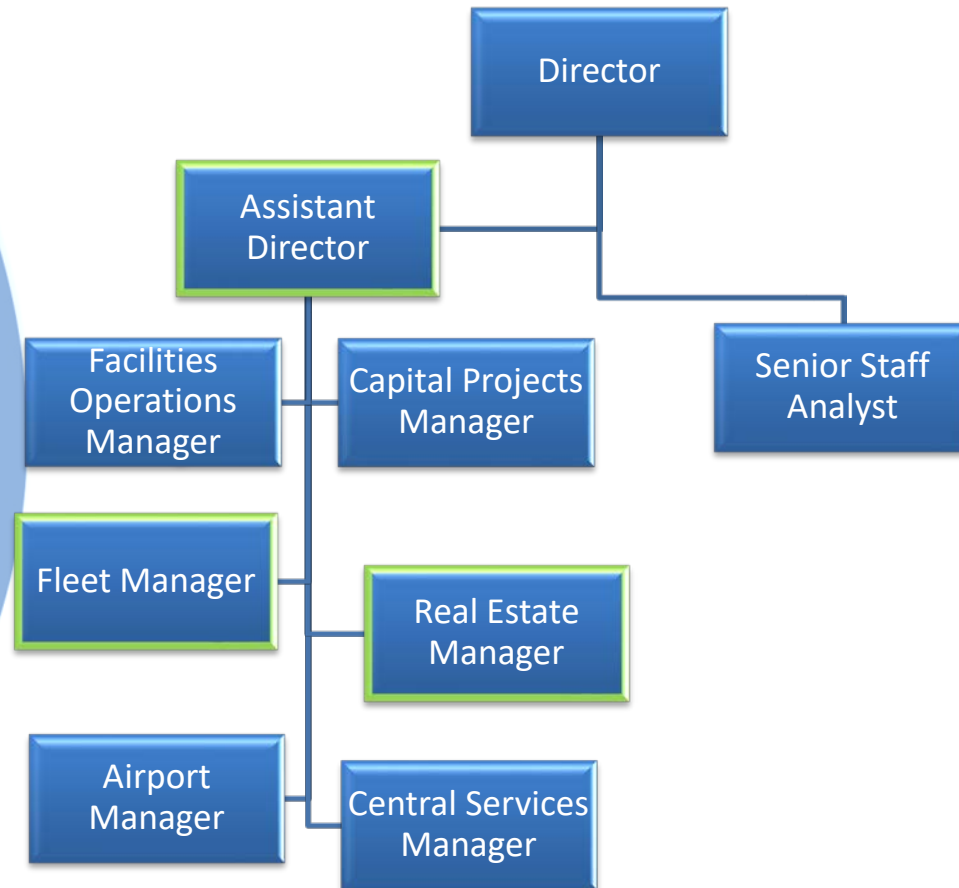 Director
Assistant
Director
Senior Staff
Analyst
Facilities
Operations
Manager
Capital Projects
Manager
Fleet Manager
Real Estate
Manager
Airport
Manager
Central Services
Manager